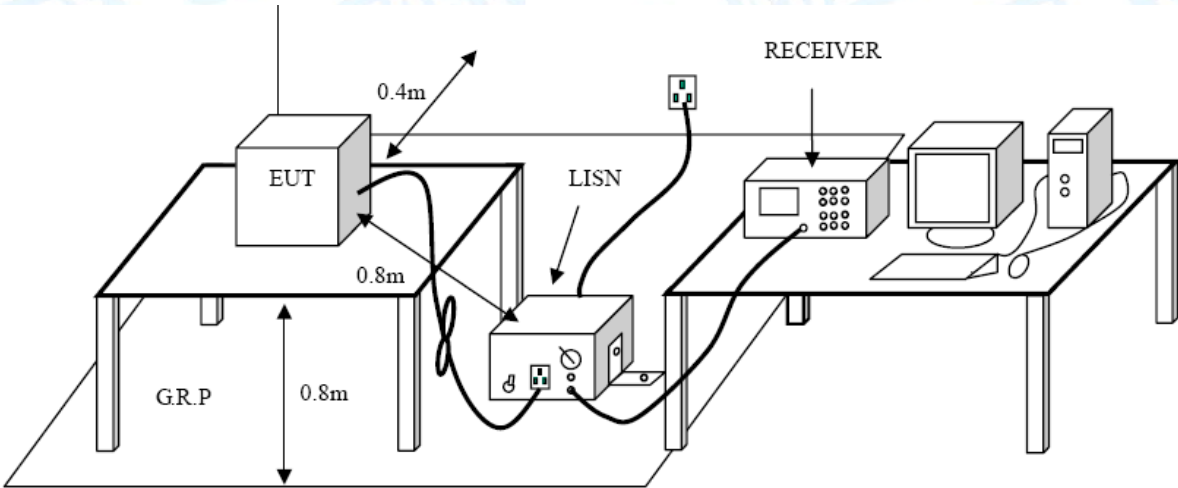 RECEIVER
0.4m
EUT
LISN
0.8m
G.R.P
0.8m